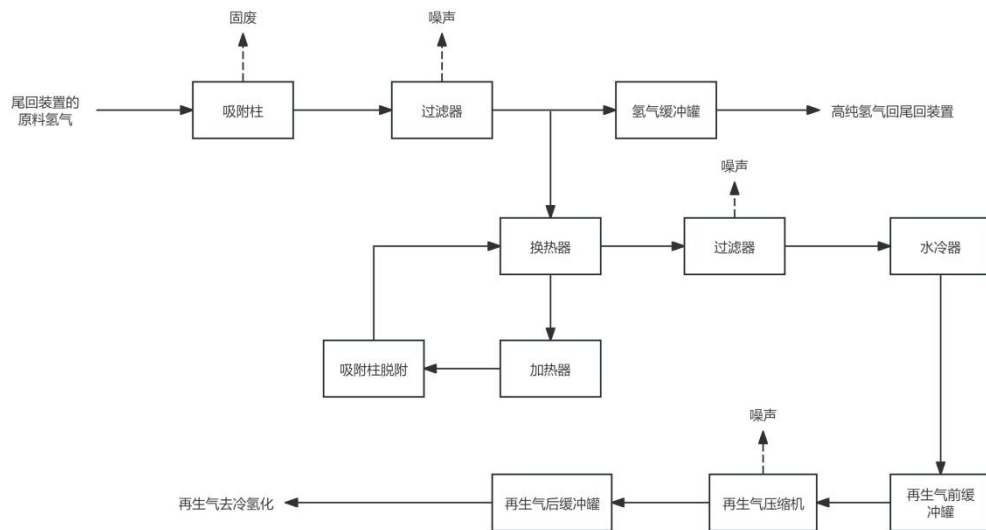 固废
噪声
尾回装置的
原料氢气
吸附柱
过滤器
氢气缓冲罐
高纯氢气回尾回装置
噪声
换热器
过滤器
水冷器
吸附柱脱附
加热器
噪声
再生气去冷氢化
再生气后缓冲罐
再生气压缩机
再生气前缓
冲罐